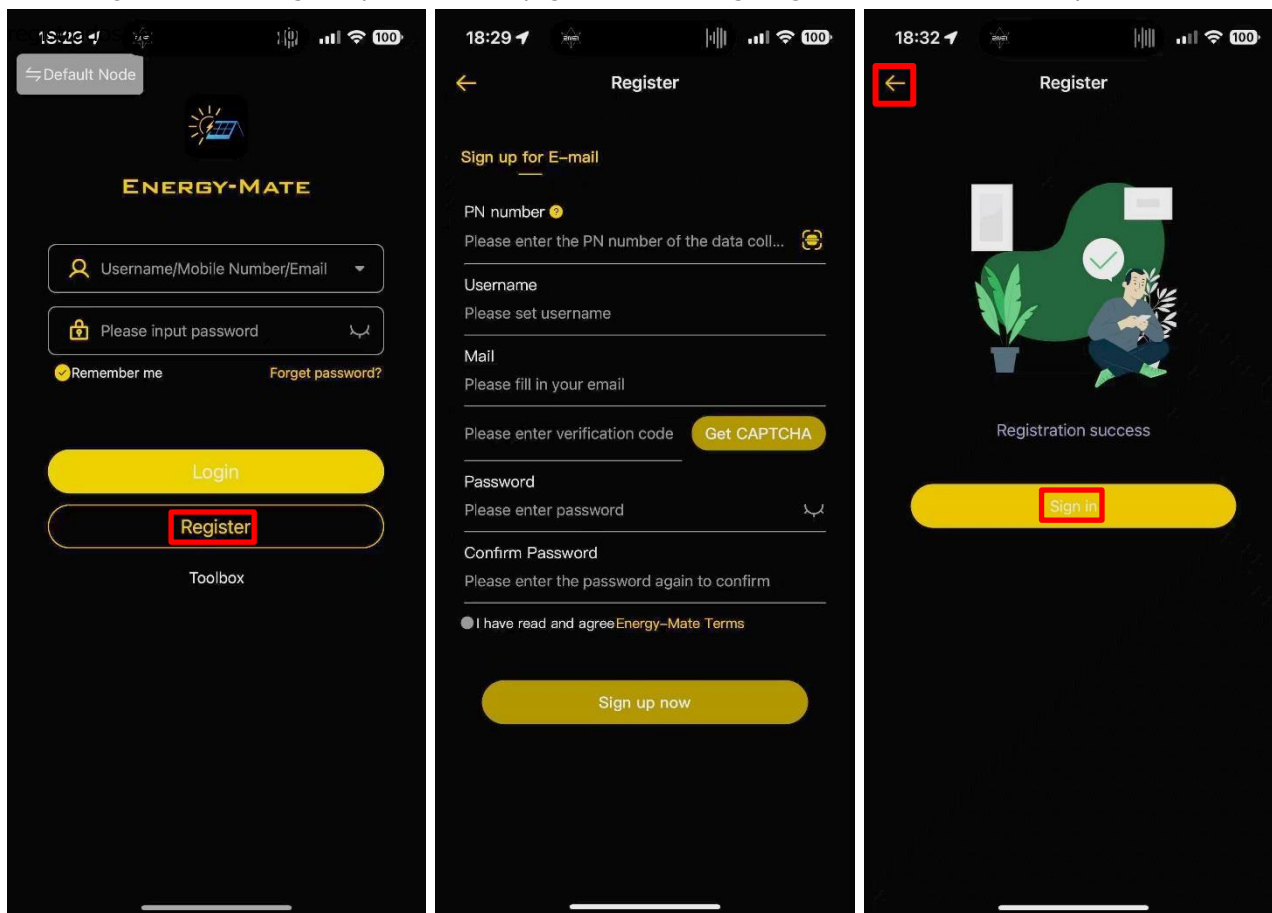 18:29
100
Default Node
ENERGY-MATE
Username/Mobile Number/Email
Please input password
Remember me Forget password?
Login
Register
Toolbox
18:29
100
Register
Sign up for E-mail
PN number ?
Please enter the PN number of the data coll...
Username
Please set username
Mail
Please fill in your email
Please enter verification code Get CAPTCHA
Password
Please enter password
Confirm Password
Please enter the password again to confirm
I have read and agree Energy-Mate Terms
Sign up now
18:32
100
Register
Registration success
Sign in